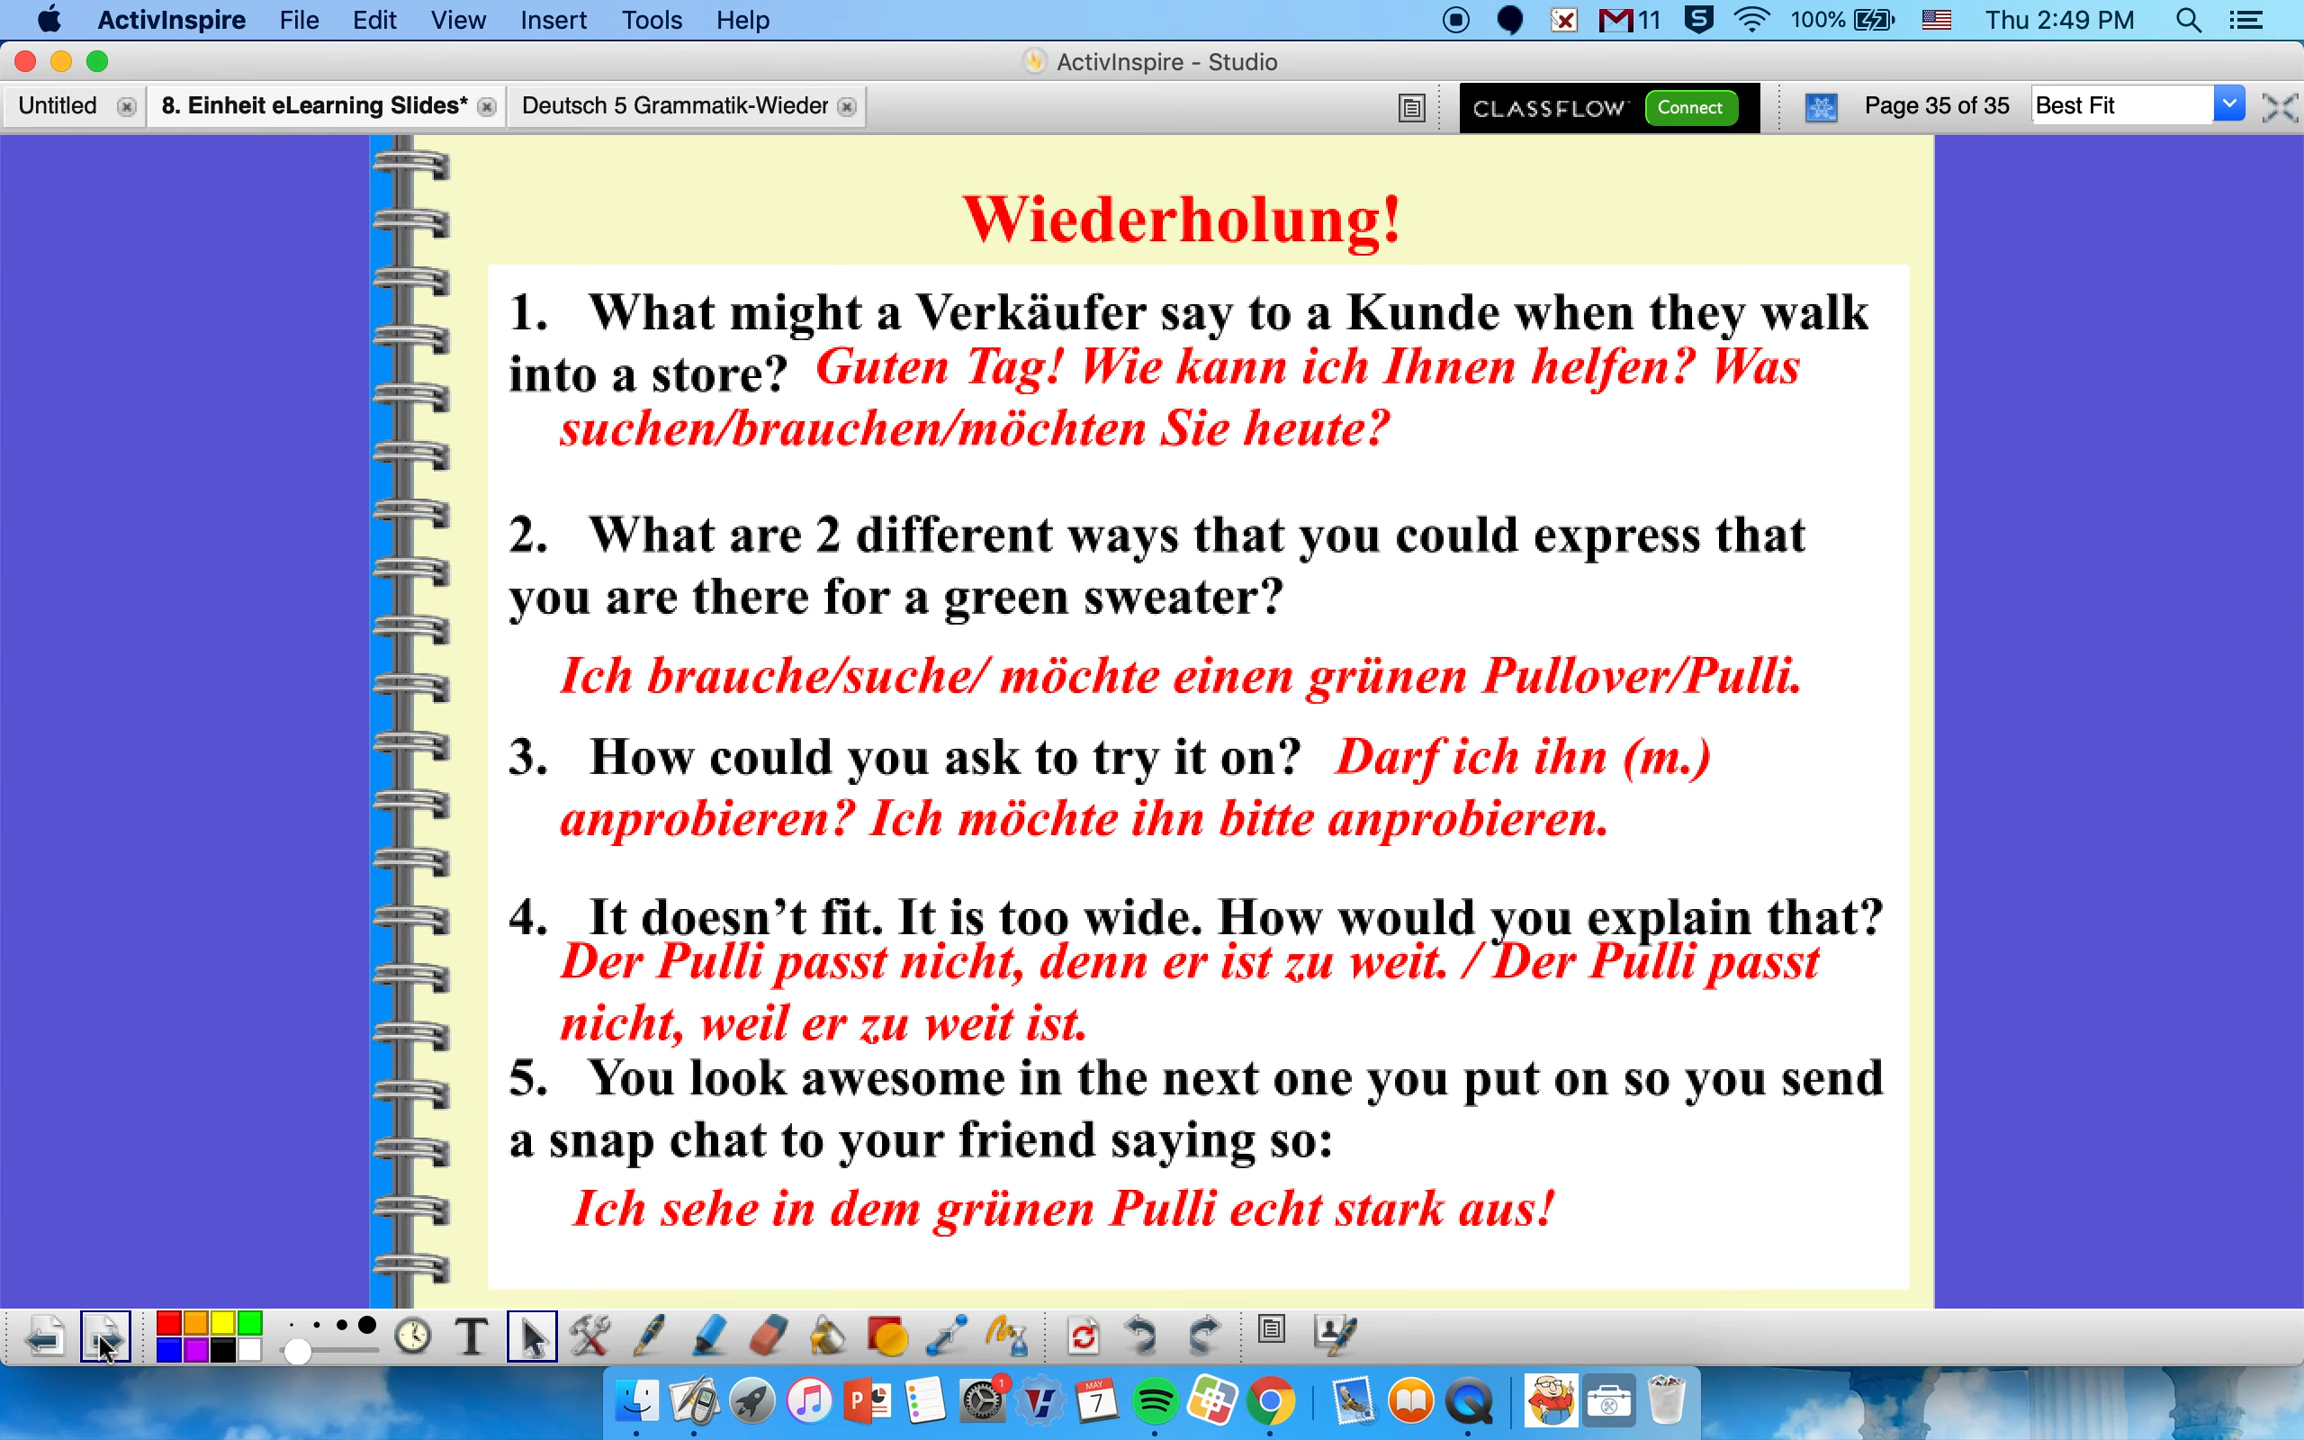 ActivInspire File Edit View Insert Tools Help 11 100% Thu 2:49 PM
ActivInspire - Studio
Untitled 8. Einheit eLearning Slides* Deutsch 5 Grammatik-Wieder CLASSFLOW Connect Page 35 of 35 Best Fit
Wiederholung!
1. What might a Verkäufer say to a Kunde when they walk
into a store? Guten Tag! Wie kann ich Ihnen helfen? Was
suchen/brauchen/möchten Sie heute?
2. What are 2 different ways that you could express that
you are there for a green sweater?
Ich brauche/suche/ möchte einen grünen Pullover/Pulli.
3. How could you ask to try it on? Darf ich ihn (m.)
anprobieren? Ich möchte ihn bitte anprobieren.
4. It doesn’t fit. It is too wide. How would you explain that?
Der Pulli passt nicht, denn er ist zu weit. / Der Pulli passt
nicht, weil er zu weit ist.
5. You look awesome in the next one you put on so you send
a snap chat to your friend saying so:
Ich sehe in dem grünen Pulli echt stark aus!
T
1
MAY
7